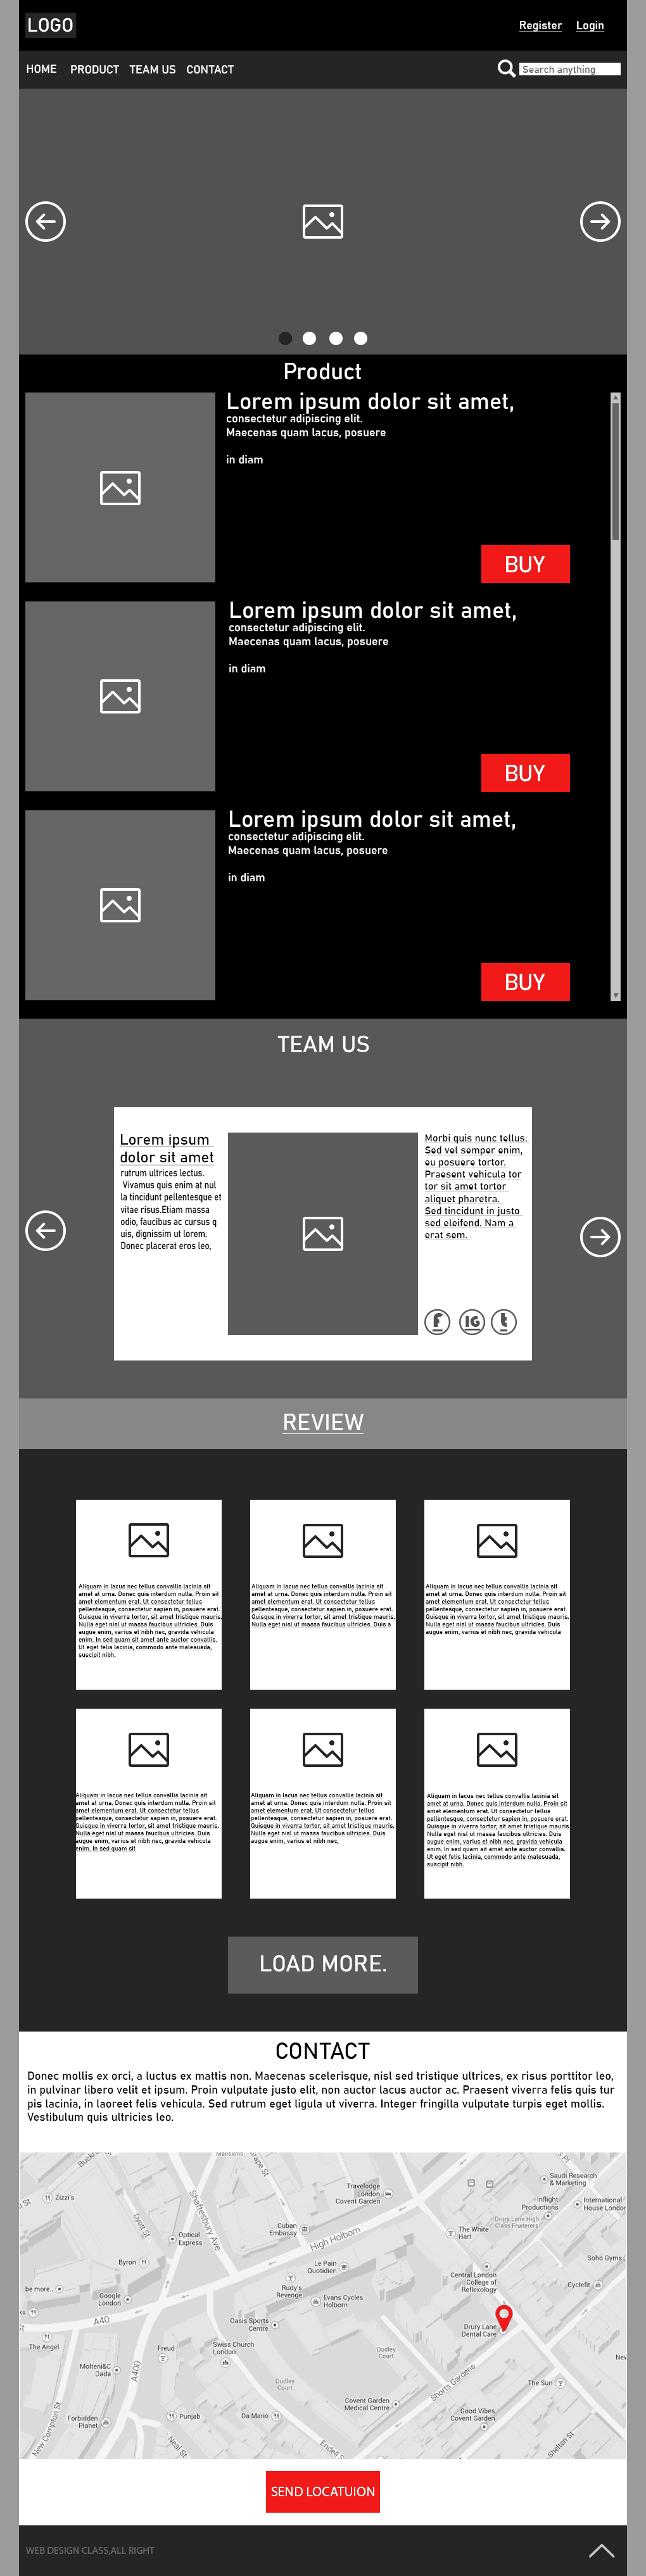 LOGO
Register Login
HOME PRODUCT TEAM US CONTACT
Search anything
Product
Lorem ipsum dolor sit amet,
consectetur adipiscing elit.
Maecenas quam lacus, posuere
in diam
BUY
Lorem ipsum dolor sit amet,
consectetur adipiscing elit.
Maecenas quam lacus, posuere
in diam
BUY
Lorem ipsum dolor sit amet,
consectetur adipiscing elit.
Maecenas quam lacus, posuere
in diam
BUY
TEAM US
Lorem ipsum
dolor sit amet
rutrum ultrices lectus.
Vivamus quis enim at nul
la tincidunt pellentesque et
vitae risus.Etiam massa
odio, faucibus ac cursus q
uis, dignissim ut lorem.
Donec placerat eros leo,
Morbi quis nunc tellus.
Sed vel semper enim,
eu posuere tortor.
Praesent vehicula tor
tor sit amet tortor
aliquet pharetra.
Sed tincidunt in justo
sed eleifend. Nam a
erat sem.
f IG t
REVIEW
Aliquam in lacus nec tellus convallis lacinia sit
amet at urna. Donec quis interdum nulla. Proin sit
amet elementum erat. Ut consectetur tellus
pellentesque, consectetur sapien in, posuere erat.
Quisque in viverra tortor, sit amet tristique mauris.
Nulla eget nisl ut massa faucibus ultricies. Duis
augue enim, varius et nibh nec, gravida vehicula
enim. In sed quam sit amet ante auctor convallis.
Ut eget felis lacinia, commodo ante malesuada,
suscipit nibh.
Aliquam in lacus nec tellus convallis lacinia sit
amet at urna. Donec quis interdum nulla. Proin sit
amet elementum erat. Ut consectetur tellus
pellentesque, consectetur sapien in, posuere erat.
Quisque in viverra tortor, sit amet tristique mauris.
Nulla eget nisl ut massa faucibus ultricies. Duis a
Aliquam in lacus nec tellus convallis lacinia sit
amet at urna. Donec quis interdum nulla. Proin sit
amet elementum erat. Ut consectetur tellus
pellentesque, consectetur sapien in, posuere erat.
Quisque in viverra tortor, sit amet tristique mauris.
Nulla eget nisl ut massa faucibus ultricies. Duis
augue enim, varius et nibh nec, gravida vehicula
Aliquam in lacus nec tellus convallis lacinia sit
amet at urna. Donec quis interdum nulla. Proin sit
amet elementum erat. Ut consectetur tellus
pellentesque, consectetur sapien in, posuere erat.
Quisque in viverra tortor, sit amet tristique mauris.
Nulla eget nisl ut massa faucibus ultricies. Duis
augue enim, varius et nibh nec, gravida vehicula
enim. In sed quam sit
Aliquam in lacus nec tellus convallis lacinia sit
amet at urna. Donec quis interdum nulla. Proin sit
amet elementum erat. Ut consectetur tellus
pellentesque, consectetur sapien in, posuere erat.
Quisque in viverra tortor, sit amet tristique mauris.
Nulla eget nisl ut massa faucibus ultricies. Duis
augue enim, varius et nibh nec,
Aliquam in lacus nec tellus convallis lacinia sit
amet at urna. Donec quis interdum nulla. Proin sit
amet elementum erat. Ut consectetur tellus
pellentesque, consectetur sapien in, posuere erat.
Quisque in viverra tortor, sit amet tristique mauris.
Nulla eget nisl ut massa faucibus ultricies. Duis
augue enim, varius et nibh nec, gravida vehicula
enim. In sed quam sit amet ante auctor convallis.
Ut eget felis lacinia, commodo ante malesuada,
suscipit nibh.
LOAD MORE.
CONTACT
Donec mollis ex orci, a luctus ex mattis non. Maecenas scelerisque, nisl sed tristique ultrices, ex risus porttitor leo,
in pulvinar libero velit et ipsum. Proin vulputate justo elit, non auctor lacus auctor ac. Praesent viverra felis quis tur
pis lacinia, in laoreet felis vehicula. Sed rutrum eget ligula ut viverra. Integer fringilla vulputate turpis eget mollis.
Vestibulum quis ultricies leo.
Mansions
Saudi Research
& Marketing
Travelodge
London
Covent Garden
Zizzi's
Dyott St
Shaftesbury Ave
Inflight
Productions
International
House London
Drury Lane High
Class Fruiterers
Cuban
Embassy
High Holborn
The White
Hart
Optical
Express
Byron
Le Pain
Quotidien
Soho Gyms
Central London
College of
Reflexology
be more..
Rudy's
Revenge
Cyclefit
Google
London
Evans Cycles
Holborn
A40
Oasis Sports
Centre
Drury Lane
Dental Care
The Angel
Freud
Swiss Church
London
Dudley
Court
New
Molteni&C
Dada
A400
Dudley
Court
Shorts Gardens
The Sun
Covent Garden
Medical Centre
Good Vibes
Covent Garden
Forbidden
Planet
Punjab
Da Mario
New Compton St
Neal St
Endell S
Shelton St
SEND LOCATUION
WEB DESIGN CLASS,ALL RIGHT